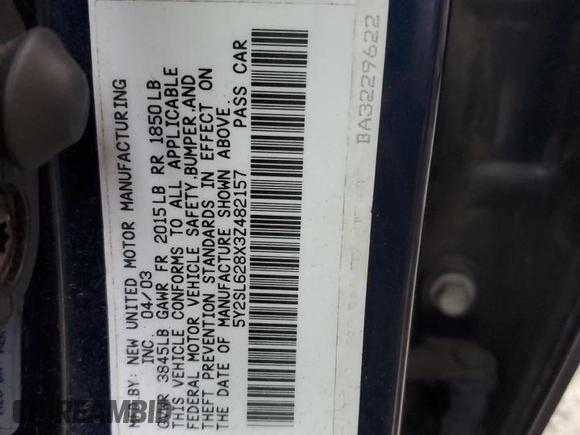 MFD.BY: NEW UNITED MOTOR MANUFACTURING
INC. 04/03
GVWR 3845LB GAWR FR 2015LB RR 1850LB
THIS VEHICLE CONFORMS TO ALL APPLICABLE
FEDERAL MOTOR VEHICLE SAFETY,BUMPER,AND
THEFT PREVENTION STANDARDS IN EFFECT ON
THE DATE OF MANUFACTURE SHOWN ABOVE.
5Y2SL628X3Z482157 PASS CAR
BA3229622